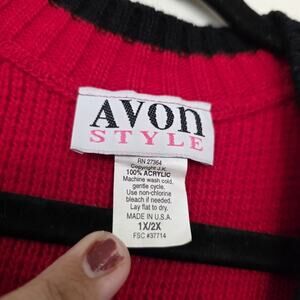 AVON
STYLE
RN 27364
Copyright J.K.
100% ACRYLIC
Machine wash cold,
gentle cycle.
Use non-chlorine
bleach if needed.
Lay flat to dry.
MADE IN U.S.A.
1X/2X
FSC #37714